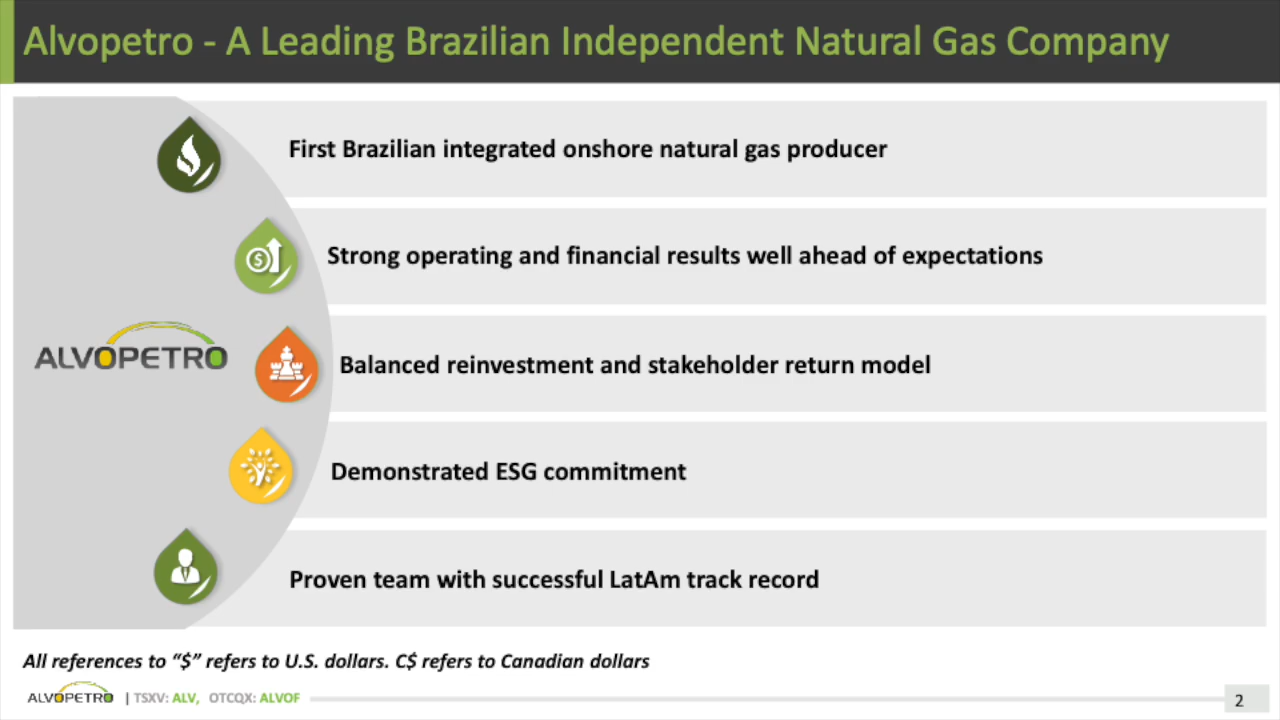 Alvopetro - A Leading Brazilian Independent Natural Gas Company
First Brazilian integrated onshore natural gas producer
Strong operating and financial results well ahead of expectations
ALVOPETRO
Balanced reinvestment and stakeholder return model
Demonstrated ESG commitment
Proven team with successful LatAm track record
All references to “$” refers to U.S. dollars. C$ refers to Canadian dollars
ALVOPETRO | TSXV: ALV, OTCQX: ALVOF
2